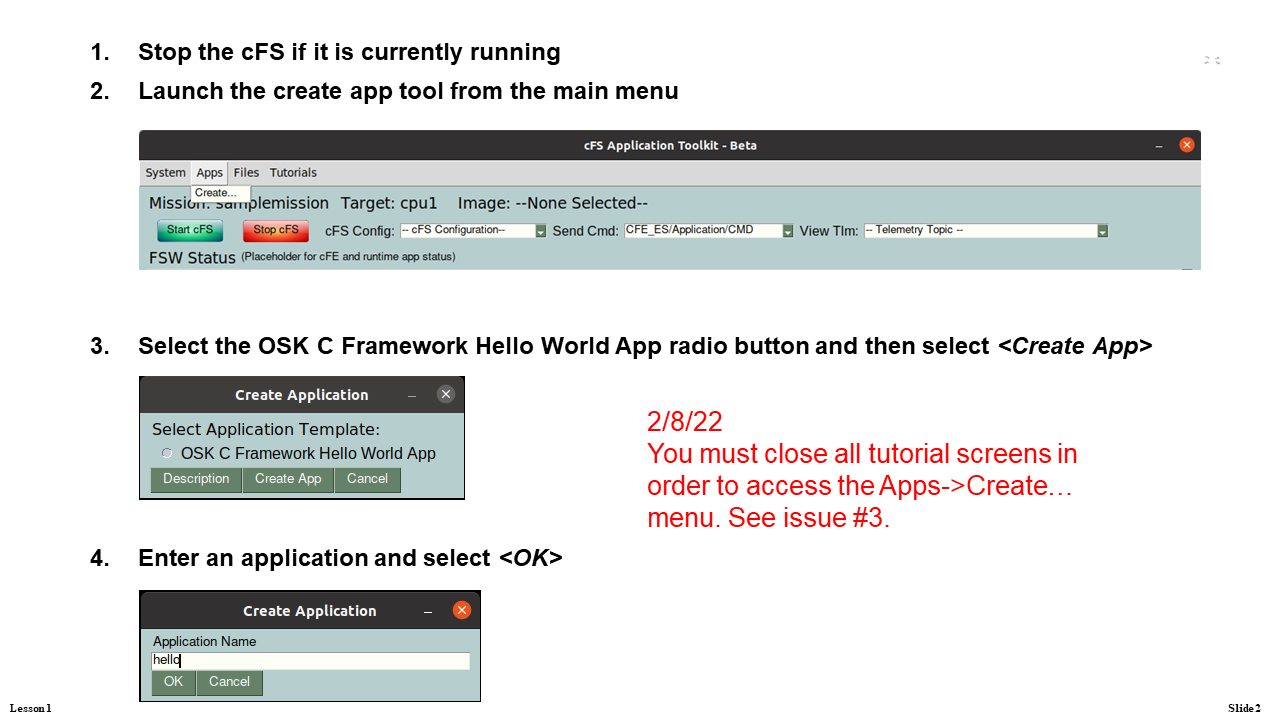 1. Stop the cFS if it is currently running
2. Launch the create app tool from the main menu
cFS Application Toolkit - Beta
System Apps Files Tutorials
Create...
Mission: samplemission Target: cpu1 Image: --None Selected--
Start cFS Stop cFS cFS Config: -- cFS Configuration-- Send Cmd: CFE_ES/Application/CMD View Tlm: -- Telemetry Topic --
FSW Status (Placeholder for cFE and runtime app status)
3. Select the OSK C Framework Hello World App radio button and then select <Create App>
Create Application
Select Application Template:
OSK C Framework Hello World App
Description Create App Cancel
2/8/22
You must close all tutorial screens in
order to access the Apps->Create…
menu. See issue #3.
4. Enter an application and select <OK>
Create Application
Application Name
hello
OK Cancel
Lesson 1
Slide 2